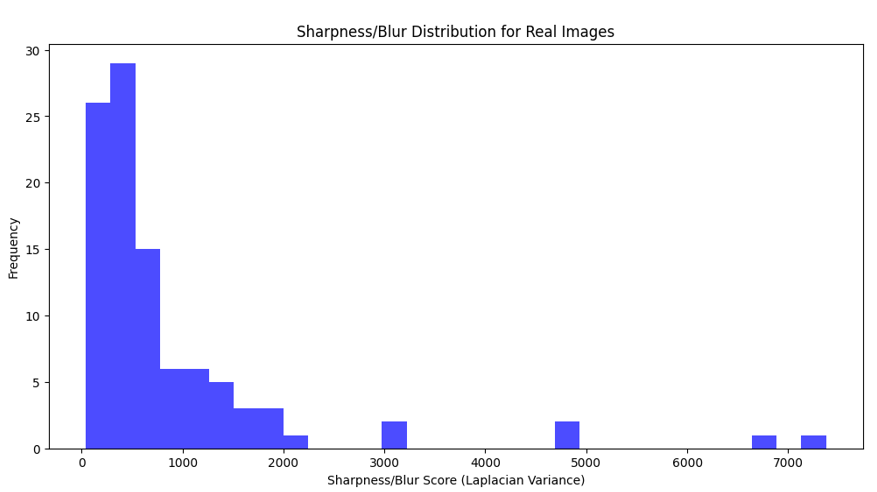 Sharpness/Blur Distribution for Real Images
30
25
20
15
10
5
0
Frequency
0 1000 2000 3000 4000 5000 6000 7000
Sharpness/Blur Score (Laplacian Variance)